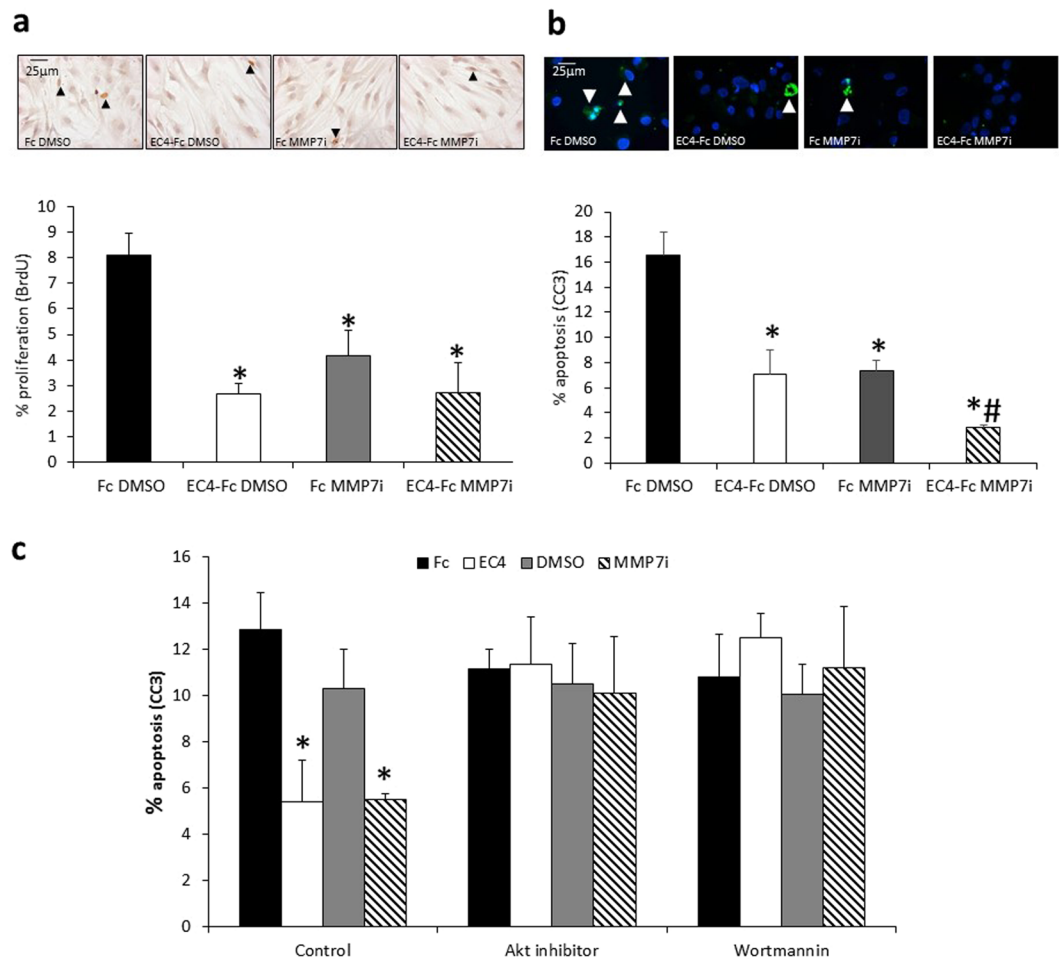 a
25µm
Fc DMSO
EC4-Fc DMSO
Fc MMP7i
EC4-Fc MMP7i
% proliferation (BrdU)
10
9
8
7
6
5
4
3
2
1
0
*
*
*
Fc DMSO
EC4-Fc DMSO
Fc MMP7i
EC4-Fc MMP7i
b
25µm
Fc DMSO
EC4-Fc DMSO
Fc MMP7i
EC4-Fc MMP7i
% apoptosis (CC3)
20
18
16
14
12
10
8
6
4
2
0
*
*
*#
Fc DMSO
EC4-Fc DMSO
Fc MMP7i
EC4-Fc MMP7i
c
% apoptosis (CC3)
16
14
12
10
8
6
4
2
0
Fc EC4 DMSO MMP7i
*
*
Control
Akt inhibitor
Wortmannin